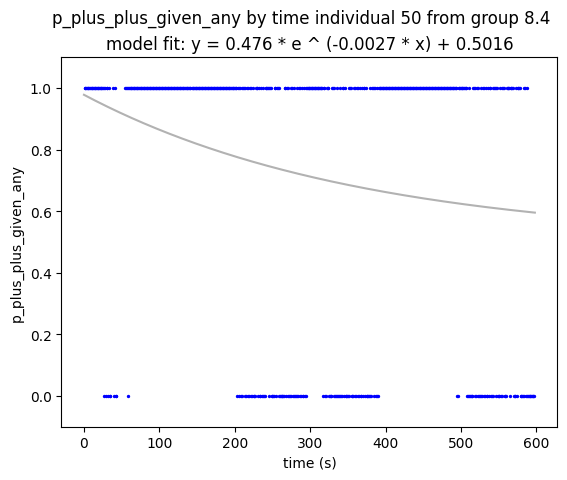 p_plus_plus_given_any by time individual 50 from group 8.4
model fit: y = 0.476 * e ^ (-0.0027 * x) + 0.5016
1.0
0.8
0.6
0.4
0.2
0.0
p_plus_plus_given_any
0 100 200 300 400 500 600
time (s)